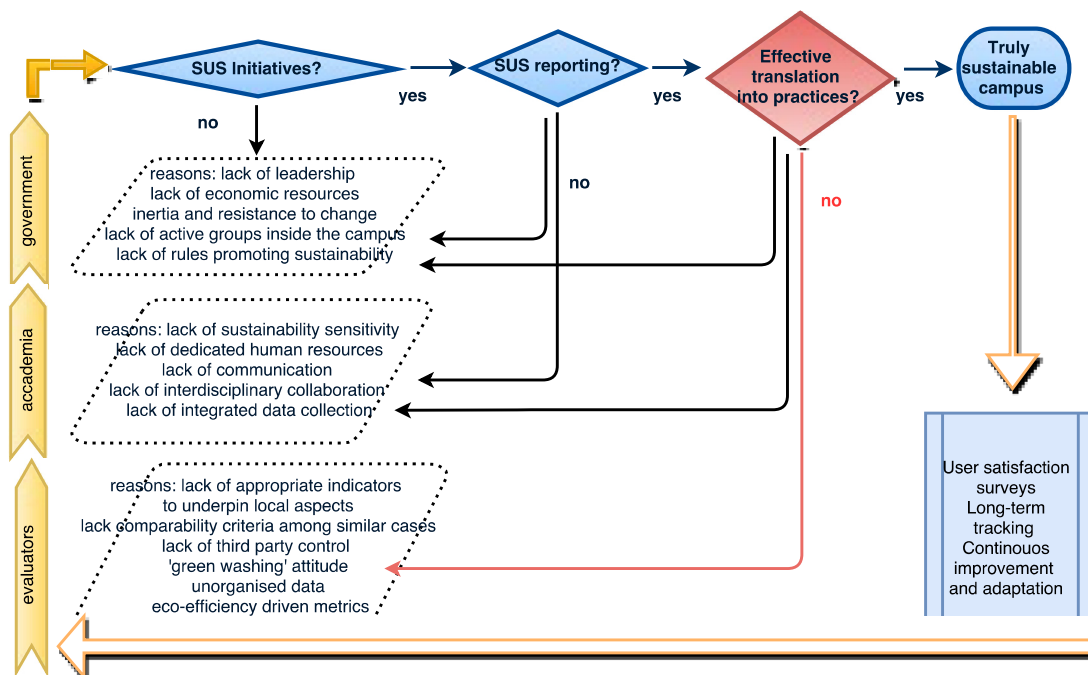 SUS Initiatives?
yes
SUS reporting?
yes
Effective
translation
into practices?
yes
Truly
sustainable
campus
no
no
no
government
reasons: lack of leadership
lack of economic resources
inertia and resistance to change
lack of active groups inside the campus
lack of rules promoting sustainability
accademia
reasons: lack of sustainability sensitivity
lack of dedicated human resources
lack of communication
lack of interdisciplinary collaboration
lack of integrated data collection
evaluators
reasons: lack of appropriate indicators
to underpin local aspects
lack comparability criteria among similar cases
lack of third party control
'green washing' attitude
unorganised data
eco-efficiency driven metrics
User satisfaction
surveys
Long-term
tracking
Continouos
improvement
and adaptation